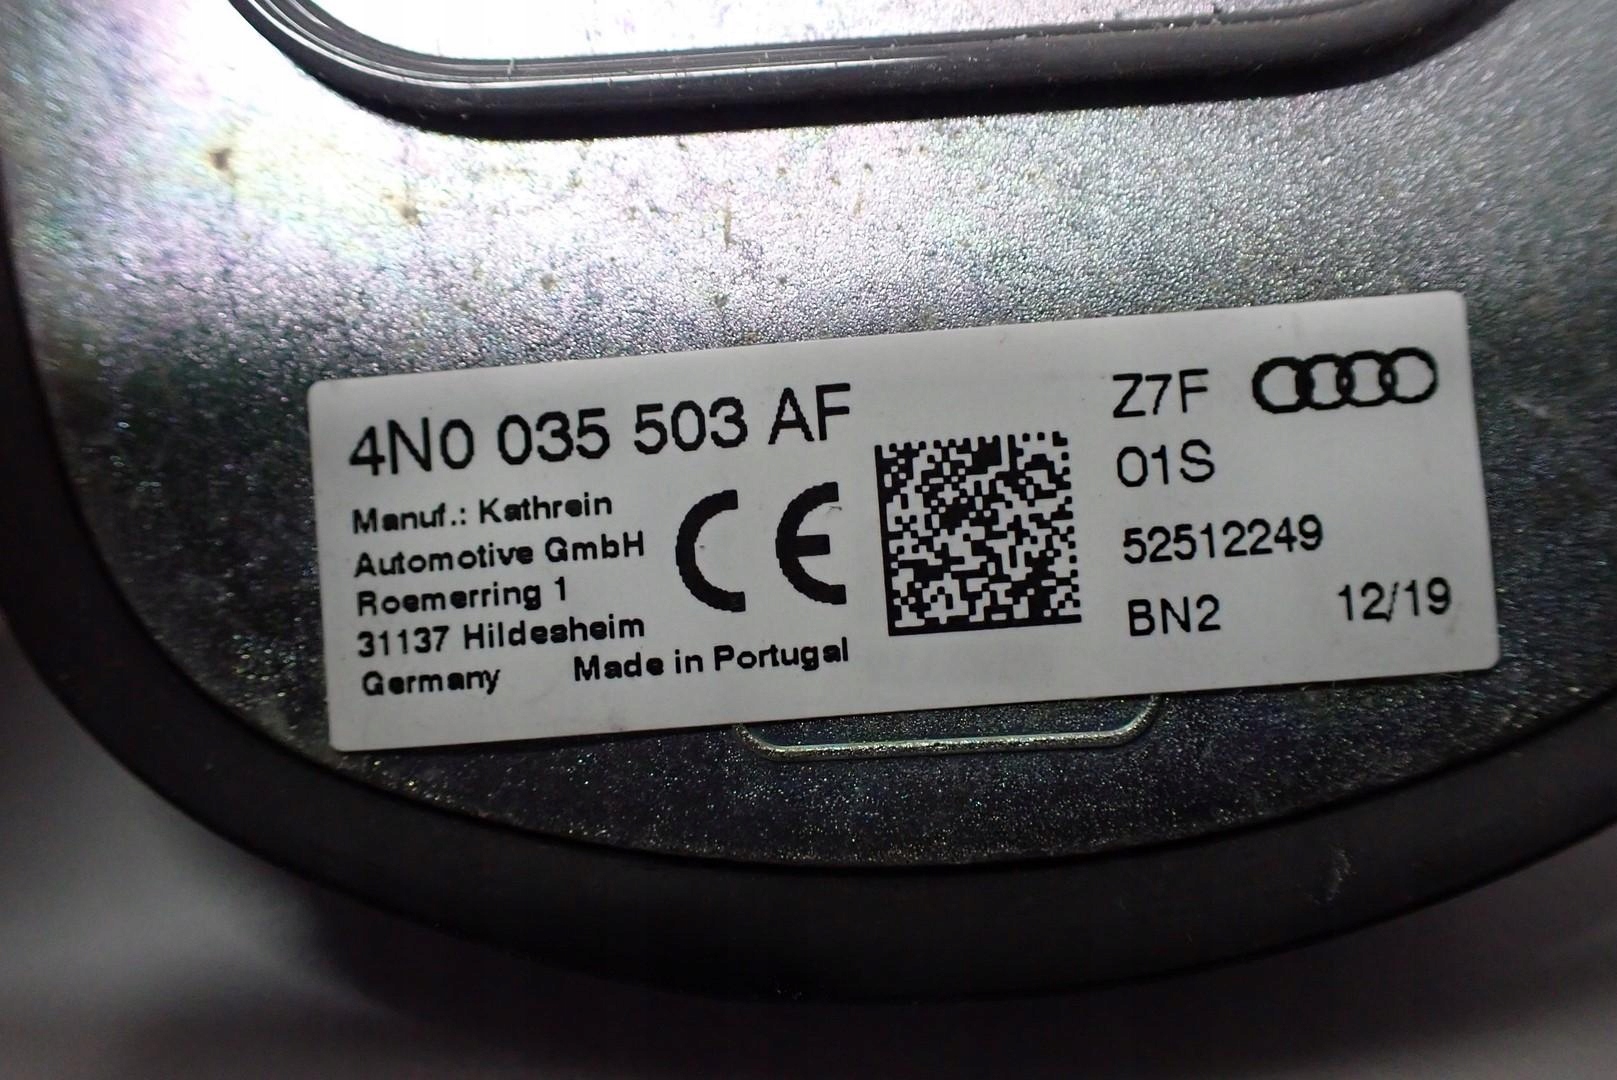 4N0 035 503 AF
Manuf.: Kathrein
Automotive GmbH
Roemerring 1
31137 Hildesheim
Germany Made in Portugal
CE
Z7F
01S
52512249
BN2 12/19